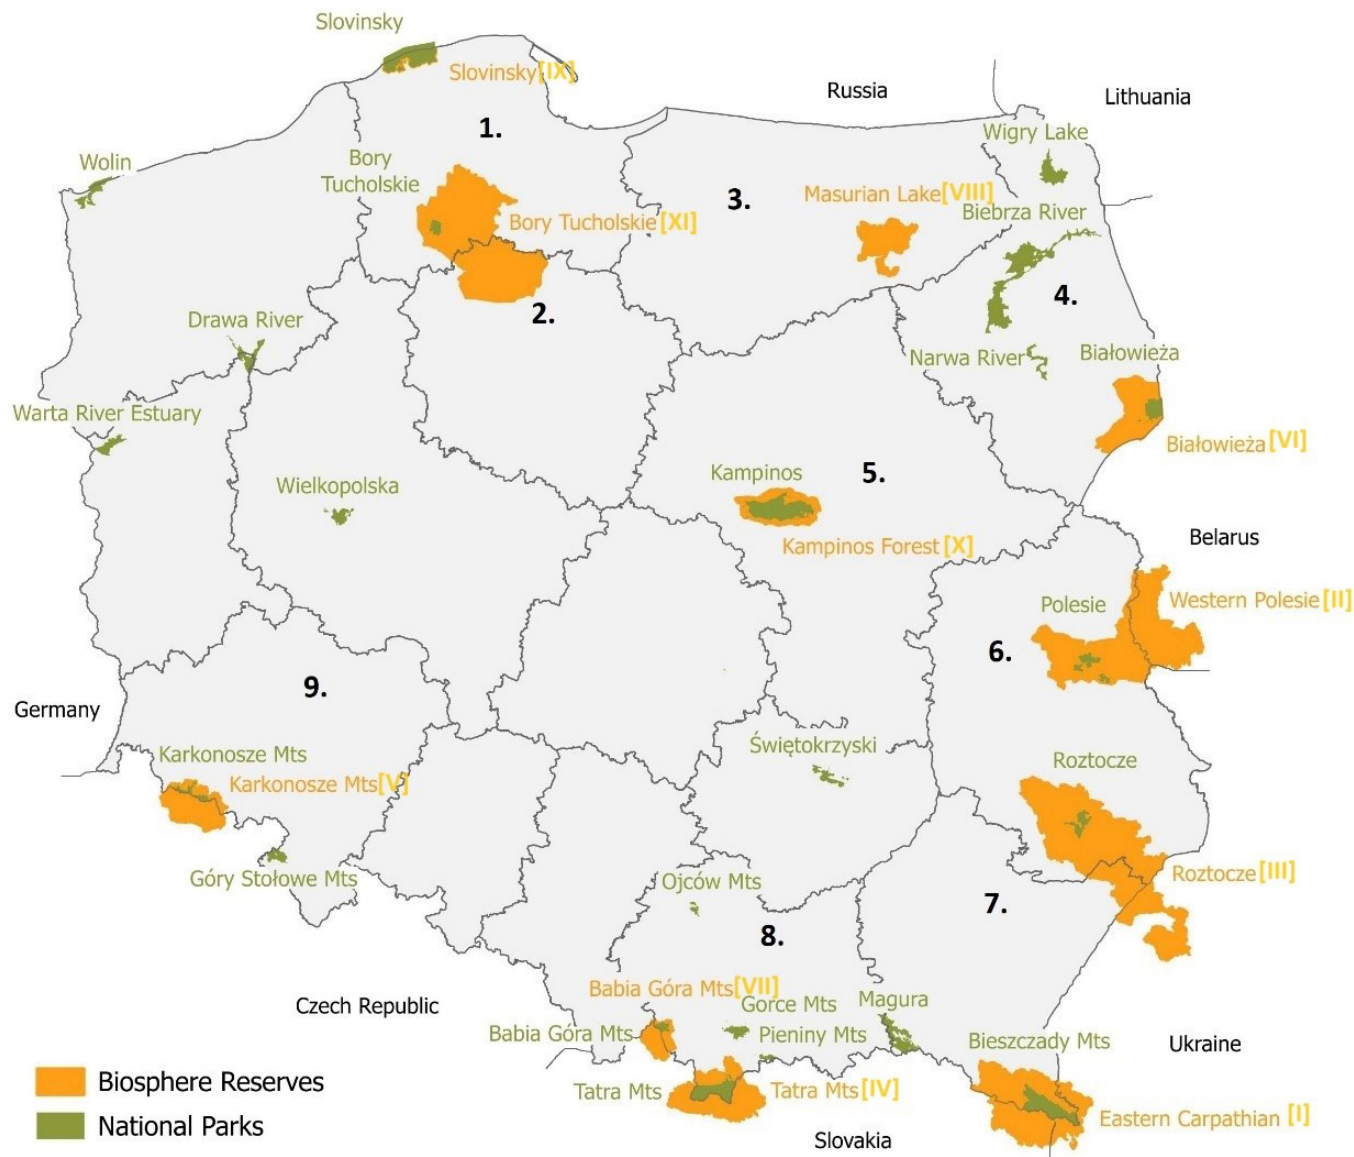 Slovinsky
Slovinsky[IX]
Russia
Lithuania
1.
Wigry Lake
Wolin
Bory
Tucholskie
3.
Masurian Lake[VIII]
Bory Tucholskie[XI]
Biebrza River
4.
2.
Drawa River
Narwa River
Białowieża
Warta River Estuary
Białowieża[VI]
Wielkopolska
Kampinos
5.
Kampinos Forest[X]
Belarus
Polesie
Western Polesie[II]
6.
9.
Germany
Karkonosze Mts
Karkonosze Mts[V]
Świętokrzyski
Roztocze
Góry Stołowe Mts
Ojców Mts
Roztocze[III]
7.
8.
Babia Góra Mts[VII]
Czech Republic
Gorce Mts
Magura
Babia Góra Mts
Pieniny Mts
Bieszczady Mts
Ukraine
Biosphere Reserves
Tatra Mts
Tatra Mts[IV]
National Parks
Eastern Carpathian [I]
Slovakia